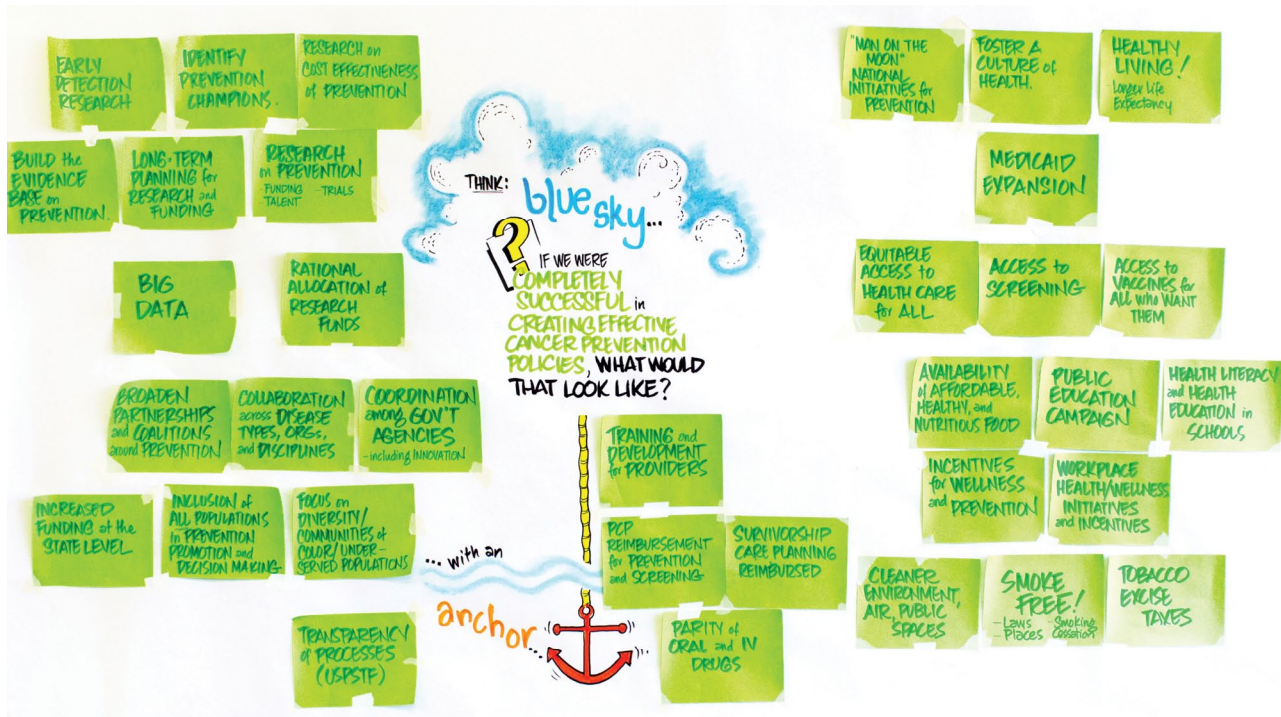 EARLY
DETECTION
RESEARCH
IDENTIFY
PREVENTION
CHAMPIONS.
RESEARCH on
COST EFFECTIVENESS
of PREVENTION
BUILD the
EVIDENCE
BASE on
PREVENTION.
LONG-TERM
PLANNING for
RESEARCH and
FUNDING
RESEARCH
on PREVENTION
- FUNDING - TRIALS
TALENT
BIG
DATA
RATIONAL
ALLOCATION of
RESEARCH
FUNDS
BROADEN
PARTNERSHIPS
and COALITIONS
around PREVENTION
COLLABORATION
across DISEASE
TYPES, ORGs,
and DISCIPLINES
COORDINATION
among GOV'T
AGENCIES
- including INNOVATION
INCREASED
FUNDING at the
STATE LEVEL
INCLUSION of
ALL POPULATIONS
in PREVENTION
PROMOTION and
DECISION MAKING
FOCUS on
DIVERSITY/
COMMUNITIES of
COLOR/UNDER-
SERVED POPULATIONS
TRANSPARENCY
of PROCESSES
(USPSTF)
THINK:
blue sky...
?
IF WE WERE
COMPLETELY
SUCCESSFUL in
CREATING EFFECTIVE
CANCER PREVENTION
POLICIES, WHAT WOULD
THAT LOOK LIKE?
... with an
anchor...
TRAINING and
DEVELOPMENT
for PROVIDERS
PCP
REIMBURSEMENT
for PREVENTION
and SCREENING
SURVIVORSHIP
CARE PLANNING
REIMBURSED
PARITY of
ORAL and IV
DRUGS
"MAN ON THE
MOON"
NATIONAL
INITIATIVES for
PREVENTION
FOSTER A
CULTURE of
HEALTH.
HEALTHY
LIVING!
- Longer Life
Expectancy
MEDICAID
EXPANSION
EQUITABLE
ACCESS to
HEALTH CARE
for ALL
ACCESS to
SCREENING
ACCESS to
VACCINES for
ALL who WANT
THEM
AVAILABILITY
of AFFORDABLE,
HEALTHY, and
NUTRITIOUS FOOD
PUBLIC
EDUCATION
CAMPAIGN
HEALTH LITERACY
and HEALTH
EDUCATION in
SCHOOLS
INCENTIVES
for WELLNESS
and PREVENTION
WORKPLACE
HEALTH/WELLNESS
INITIATIVES
and INCENTIVES
CLEANER
ENVIRONMENT,
AIR, PUBLIC
SPACES
SMOKE
FREE!
- Laws - Smoking
- Places Cessation
TOBACCO
EXCISE
TAXES